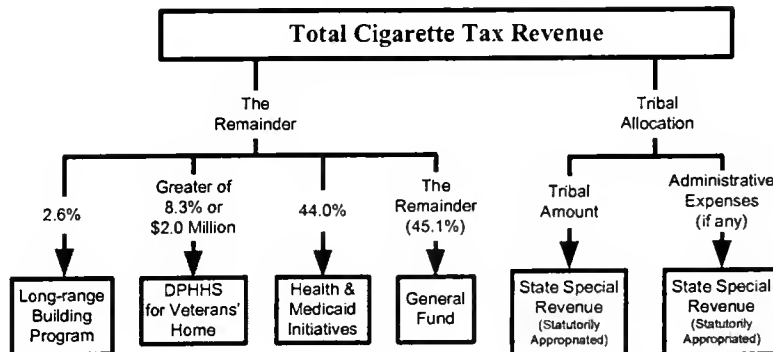 Total Cigarette Tax Revenue
The
Remainder
Tribal
Allocation
2.6%
Greater of
8.3% or
$2.0 Million
44.0%
The
Remainder
(45.1%)
Tribal
Amount
Administrative
Expenses
(if any)
Long-range
Building
Program
DPHHS
for Veterans'
Home
Health &
Medicaid
Initiatives
General
Fund
State Special
Revenue
(Statutorily
Appropriated)
State Special
Revenue
(Statutorily
Appropriated)